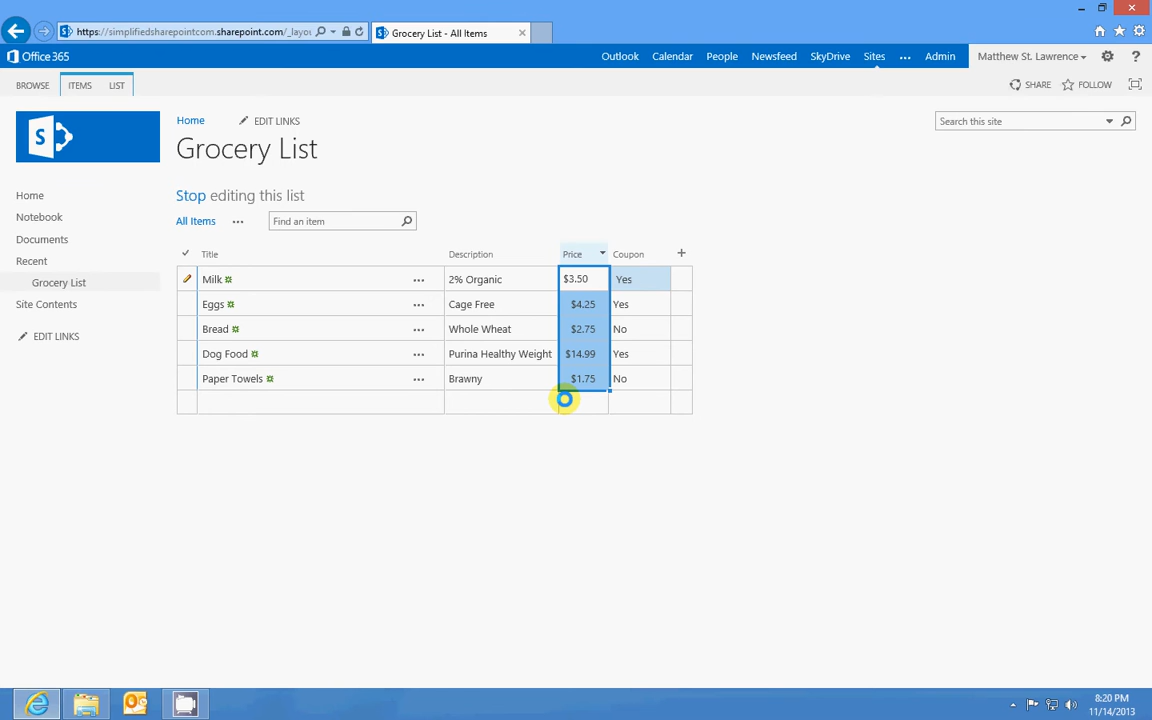 https://simplifiedsharepointcom.sharepoint.com/_layou
Grocery List - All Items
Office 365
Outlook Calendar People Newsfeed SkyDrive Sites ••• Admin Matthew St. Lawrence ?
BROWSE ITEMS LIST
SHARE FOLLOW
Home EDIT LINKS
Search this site
Grocery List
Home
Notebook
Documents
Recent
Grocery List
Site Contents
EDIT LINKS
Stop editing this list
All Items ••• Find an item
Title Description Price Coupon +
Milk ••• 2% Organic $3.50 Yes
Eggs ••• Cage Free $4.25 Yes
Bread ••• Whole Wheat $2.75 No
Dog Food ••• Purina Healthy Weight $14.99 Yes
Paper Towels ••• Brawny $1.75 No
8:20 PM
11/14/2013